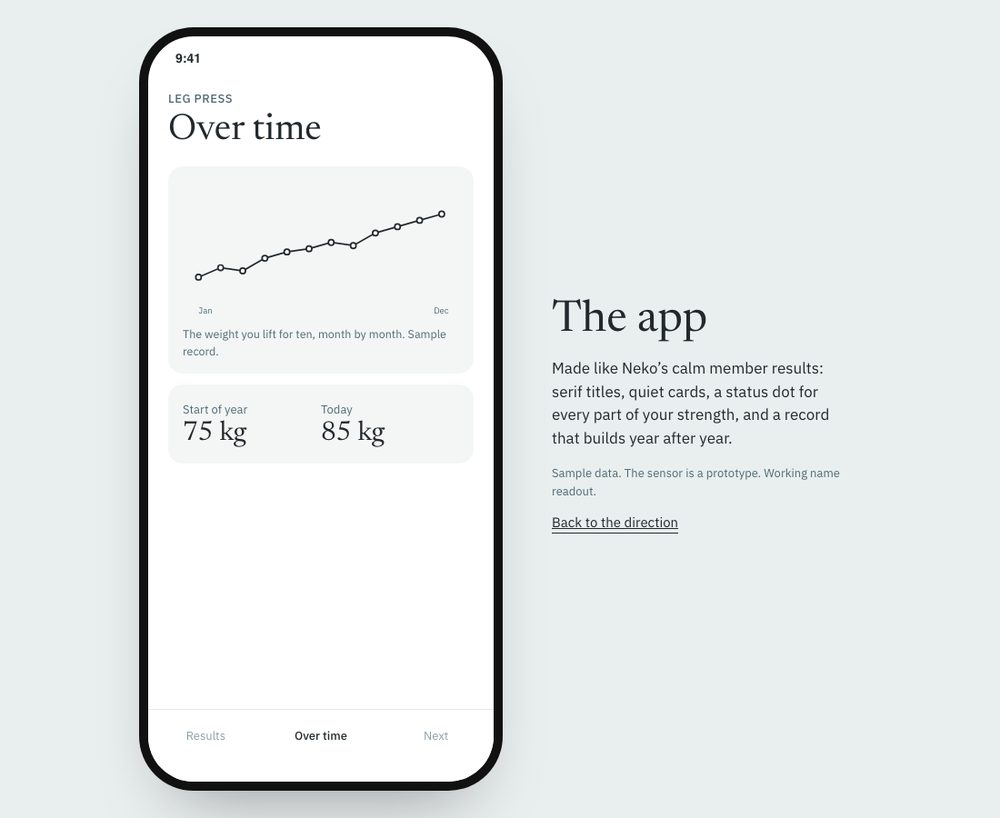 9:41
LEG PRESS
Over time
Jan
Dec
The weight you lift for ten, month by month. Sample
record.
Start of year
Today
75 kg
85 kg
Results
Over time
Next
The app
Made like Neko’s calm member results:
serif titles, quiet cards, a status dot for
every part of your strength, and a record
that builds year after year.
Sample data. The sensor is a prototype. Working name
readout.
Back to the direction